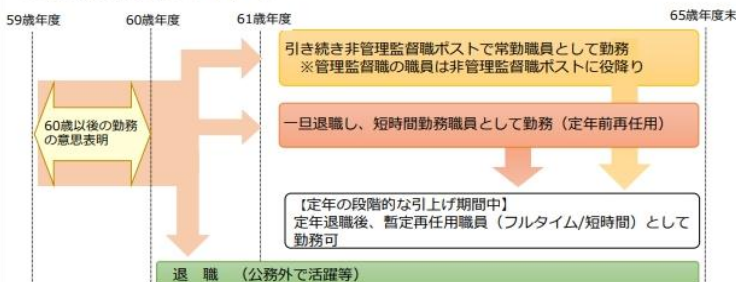 59歳年度
60歳年度
61歳年度
65歳年度末
引き続き非管理監督職ポストで常勤職員として勤務
※管理監督職の職員は非管理監督職ポストに役降り
60歳以後の勤務
の意思表明
一旦退職し、短時間勤務職員として勤務（定年前再任用）
【定年の段階的な引上げ期間中】
定年退職後、暫定再任用職員（フルタイム/短時間）として
勤務可
退　職　（公務外で活躍等）